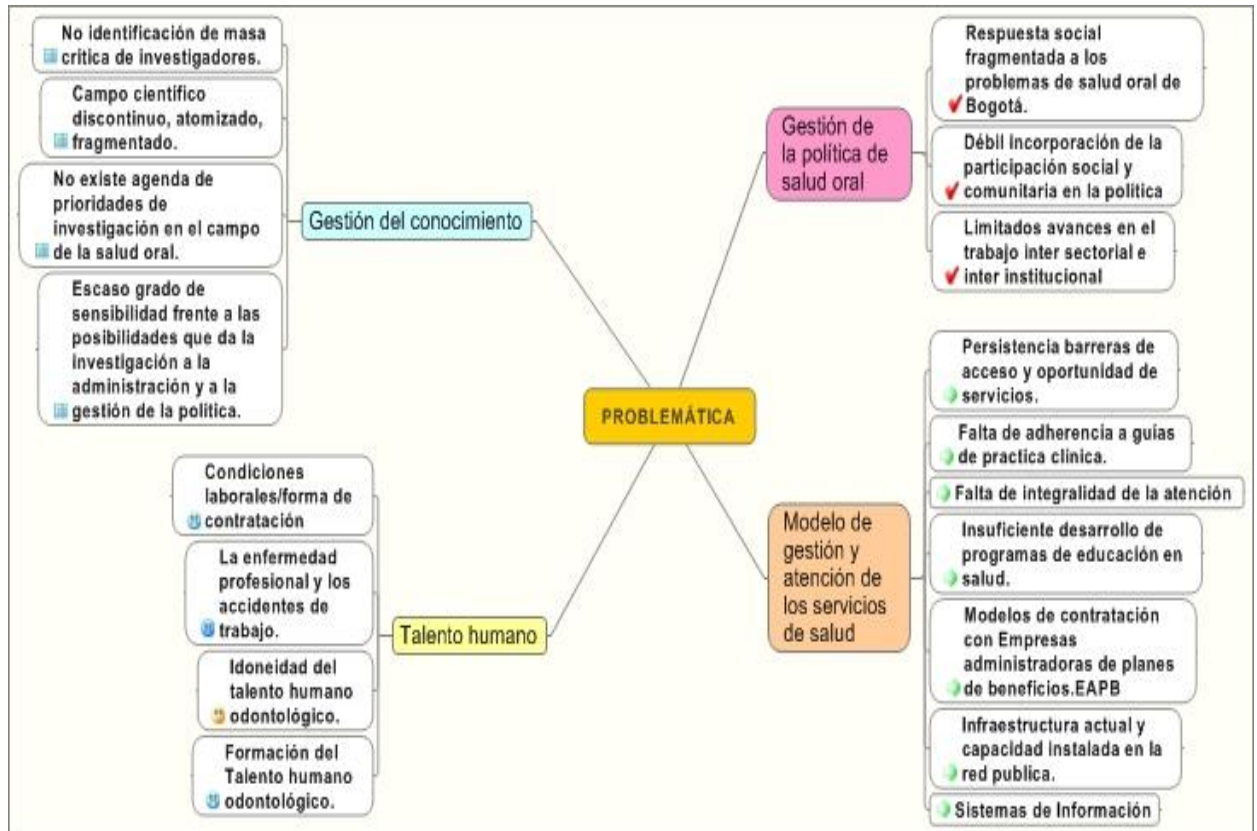 No identificación de masa
crítica de investigadores.
Campo científico
discontinuo, atomizado,
fragmentado.
No existe agenda de
prioridades de
investigación en el campo
de la salud oral.
Escaso grado de
sensibilidad frente a las
posibilidades que da la
investigación a la
administración y a la
gestión de la política.
Gestión del conocimiento
Condiciones
laborales/forma de
contratación
La enfermedad
profesional y los
accidentes de
trabajo.
Idoneidad del
talento humano
odontológico.
Formación del
Talento humano
odontológico.
Talento humano
PROBLEMÁTICA
Gestión de
la política de
salud oral
Respuesta social
fragmentada a los
problemas de salud oral de
Bogotá.
Débil incorporación de la
participación social y
comunitaria en la política
Limitados avances en el
trabajo inter sectorial e
inter institucional
Modelo de
gestión y
atención de
los servicios
de salud
Persistencia barreras de
acceso y oportunidad de
servicios.
Falta de adherencia a guías
de practica clinica.
Falta de integralidad de la atención
Insuficiente desarrollo de
programas de educación en
salud.
Modelos de contratación
con Empresas
administradoras de planes
de beneficios.EAPB
Infraestructura actual y
capacidad instalada en la
red publica.
Sistemas de Información